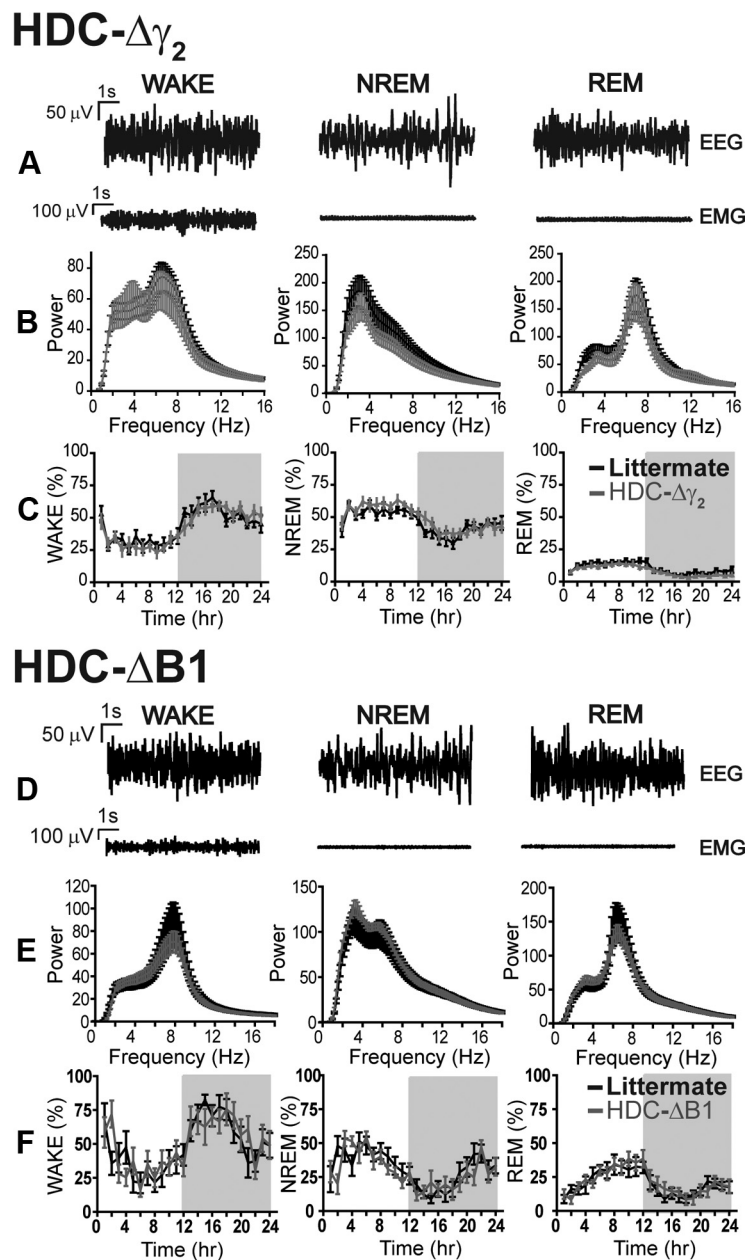 HDC-Δγ₂
WAKE NREM REM
1s
50 μV
A
EEG
1s
100 μV
EMG
B
Power
80
60
40
20
0
0 4 8 12 16
Frequency (Hz)
Power
250
200
150
100
50
0
0 4 8 12 16
Frequency (Hz)
Power
250
200
150
100
50
0
0 4 8 12 16
Frequency (Hz)
C
WAKE (%)
100
75
50
25
0
0 4 8 12 16 20 24
Time (hr)
NREM (%)
100
75
50
25
0
0 4 8 12 16 20 24
Time (hr)
REM (%)
100
75
50
25
0
0 4 8 12 16 20 24
Time (hr)
Littermate
HDC-Δγ₂
HDC-ΔB1
WAKE NREM REM
1s
50 μV
D
EEG
1s
100 μV
EMG
E
Power
120
100
80
60
40
20
0
0 4 8 12 16
Frequency (Hz)
Power
150
100
50
0
0 4 8 12 16
Frequency (Hz)
Power
200
150
100
50
0
0 4 8 12 16
Frequency (Hz)
F
WAKE (%)
100
75
50
25
0
0 4 8 12 16 20 24
Time (hr)
NREM (%)
100
75
50
25
0
0 4 8 12 16 20 24
Time (hr)
REM (%)
100
75
50
25
0
0 4 8 12 16 20 24
Time (hr)
Littermate
HDC-ΔB1